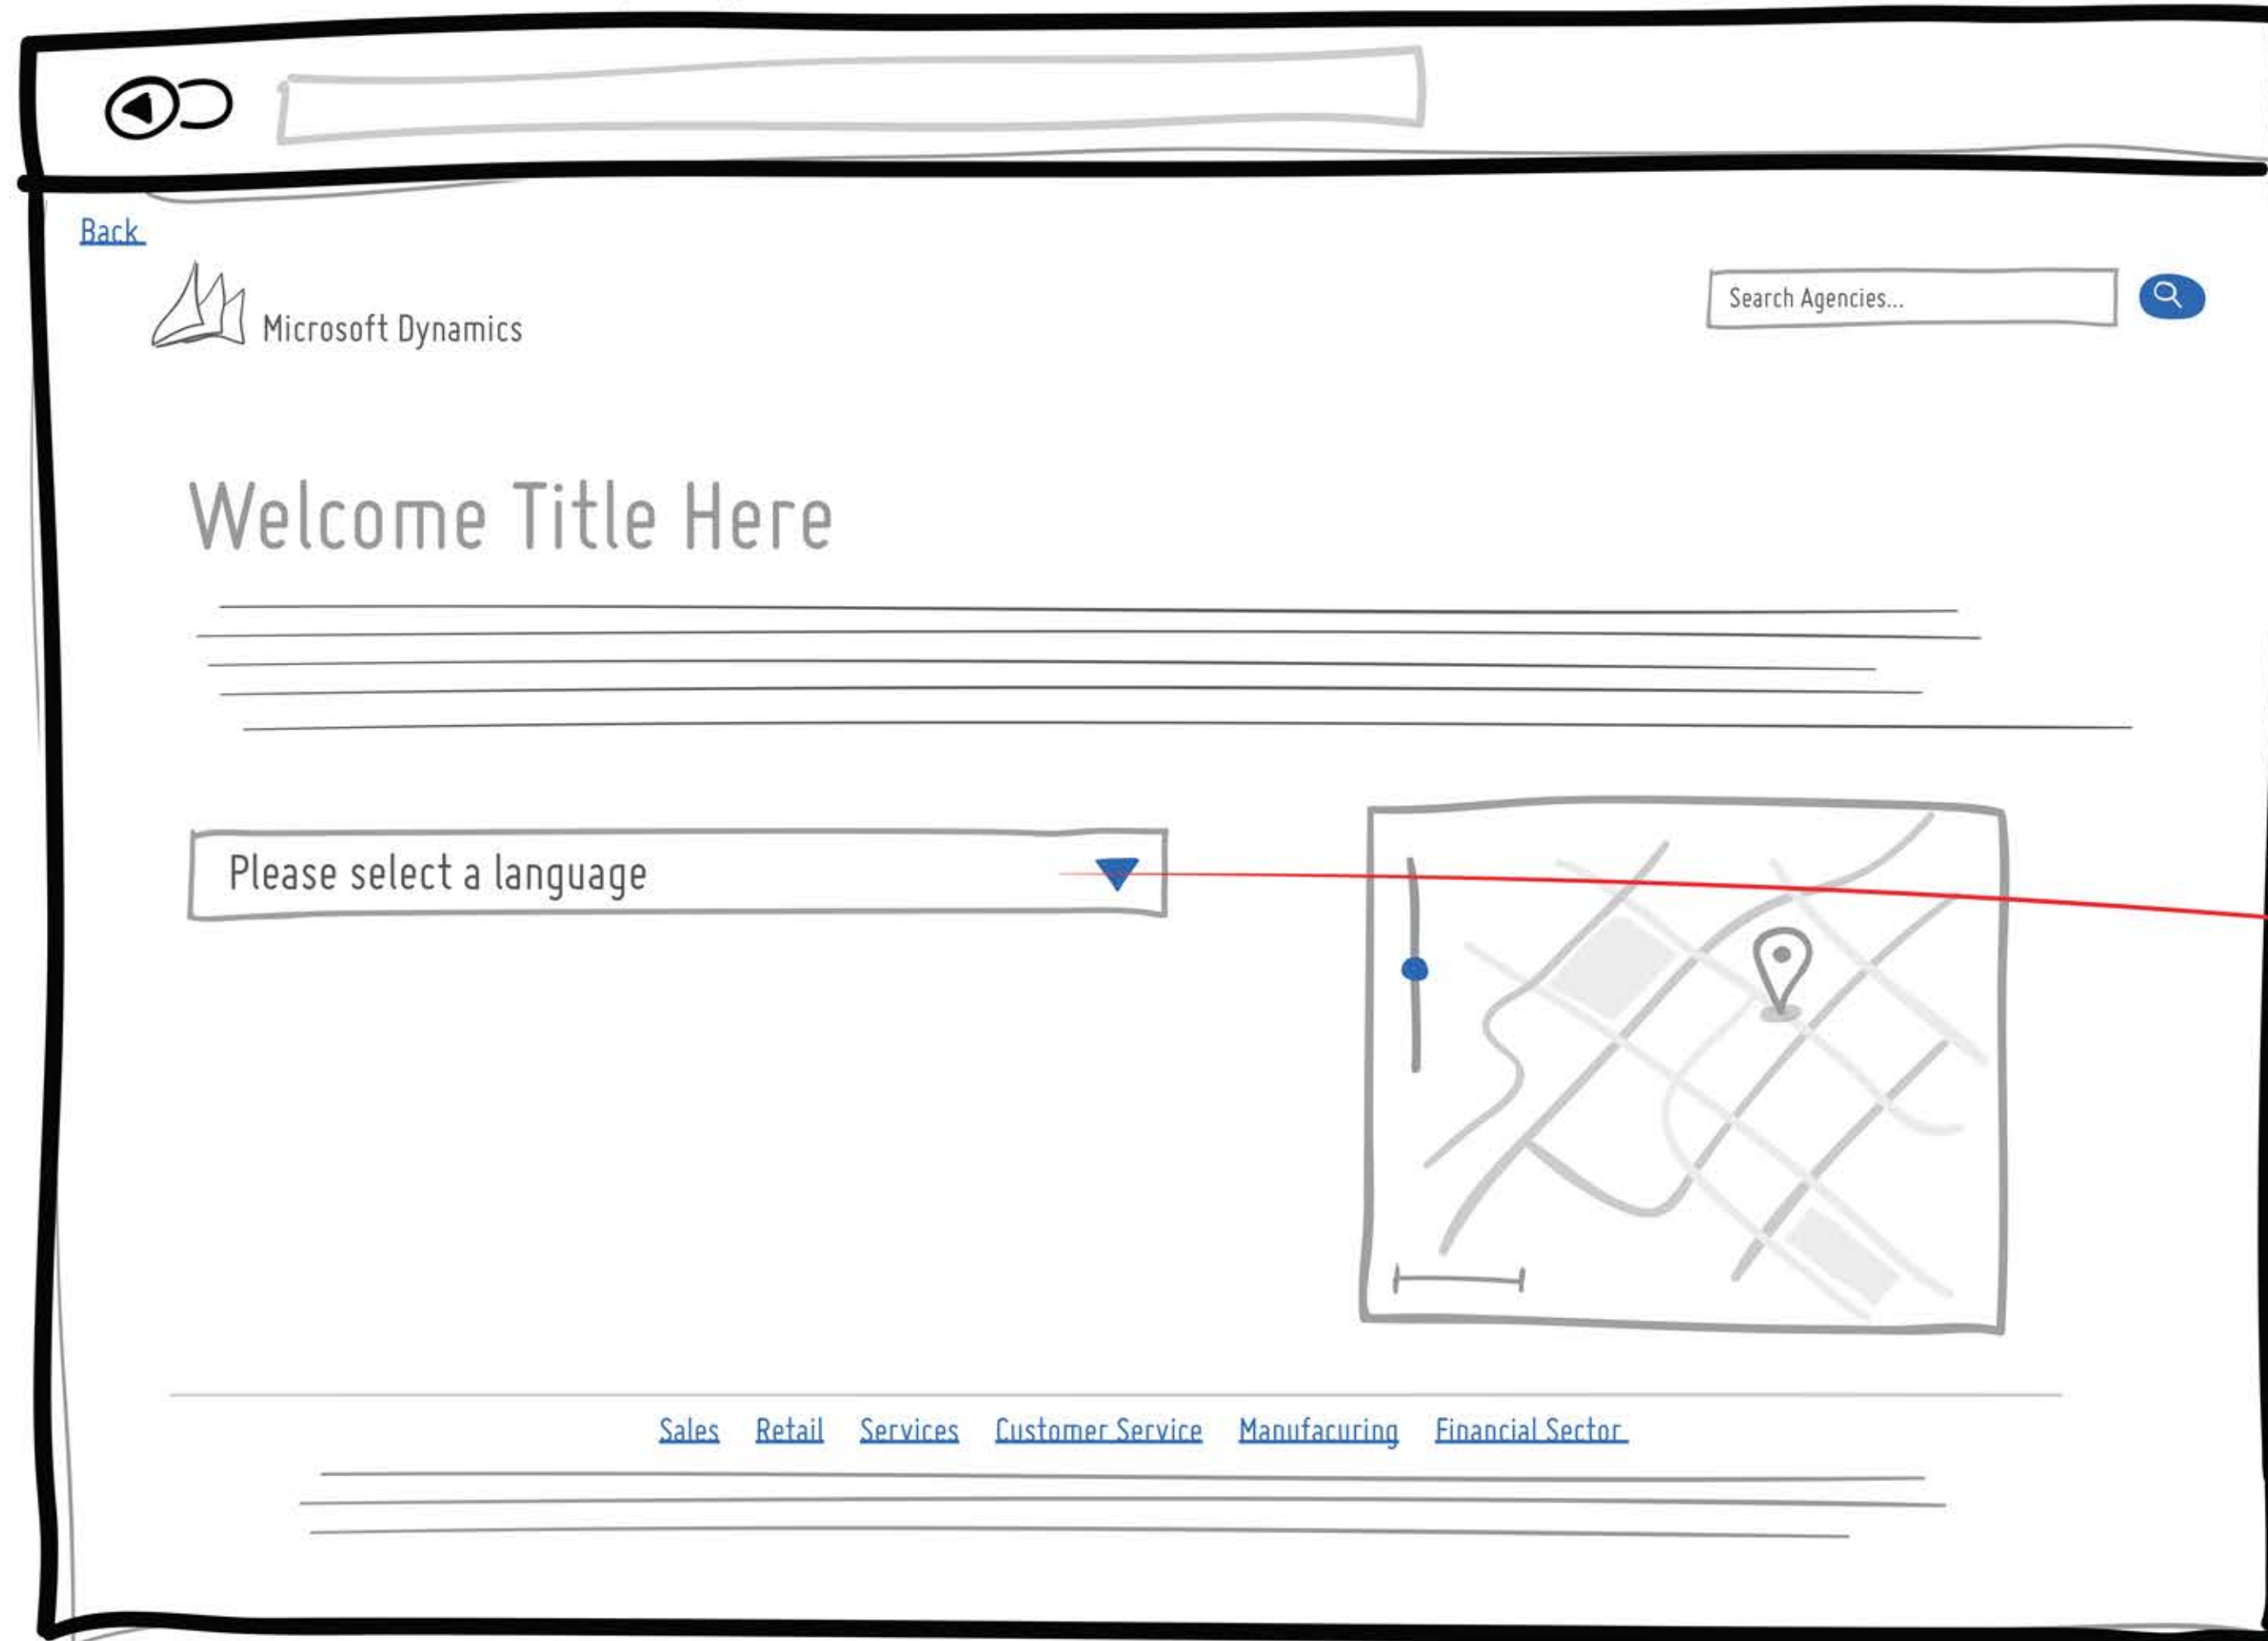 Back
Microsoft Dynamics
Search Agencies...
Welcome Title Here
Please select a language
Sales Retail Services Customer Service Manufacuring Financial Sector